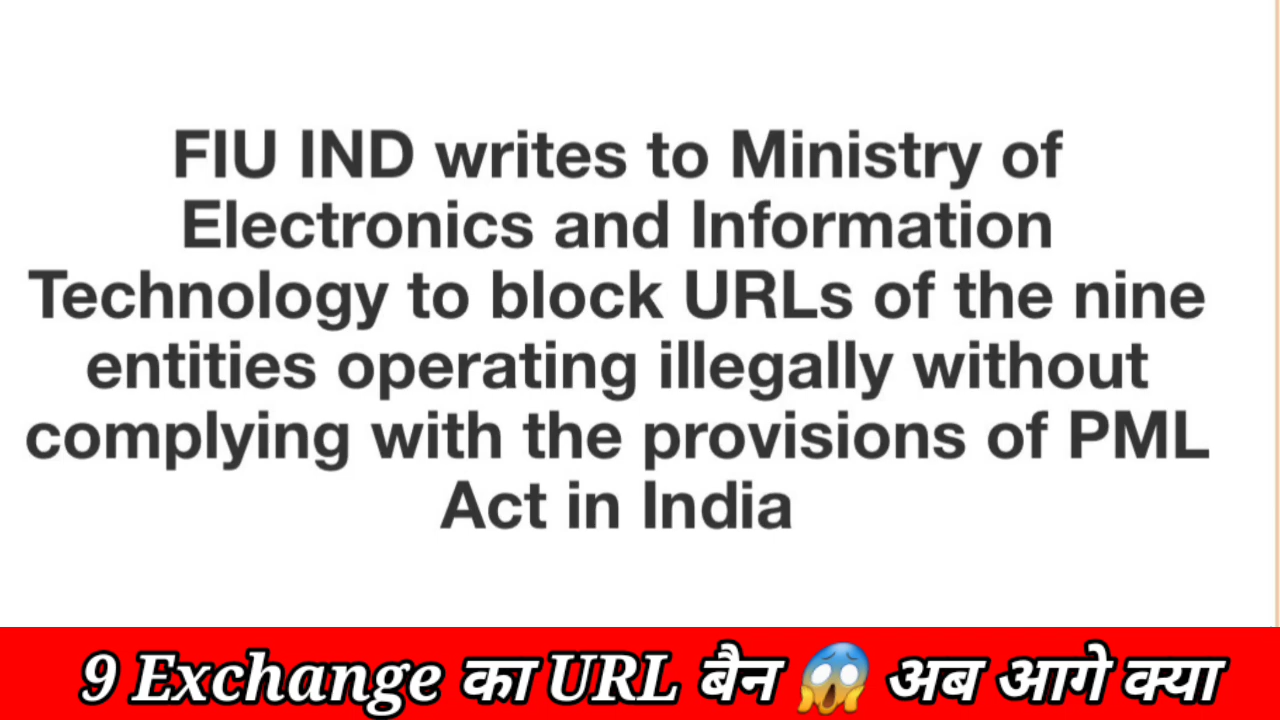 FIU IND writes to Ministry of
Electronics and Information
Technology to block URLs of the nine
entities operating illegally without
complying with the provisions of PML
Act in India
9 Exchange का URL बैन 😱 अब आगे क्या